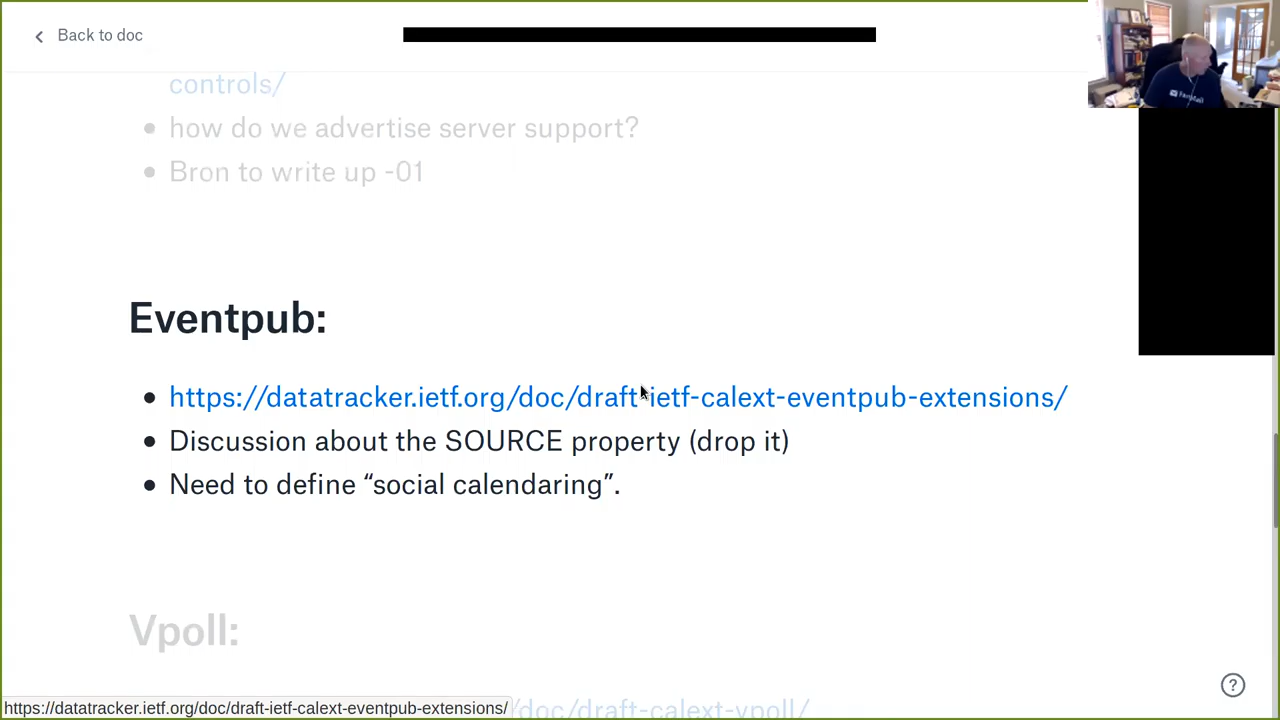 Back to doc
controls/
how do we advertise server support?
Bron to write up -01
Eventpub:
https://datatracker.ietf.org/doc/draft-ietf-calext-eventpub-extensions/
Discussion about the SOURCE property (drop it)
Need to define “social calendaring”.
Vpoll:
/doc/draft-calext-vpoll/
https://datatracker.ietf.org/doc/draft-ietf-calext-eventpub-extensions/